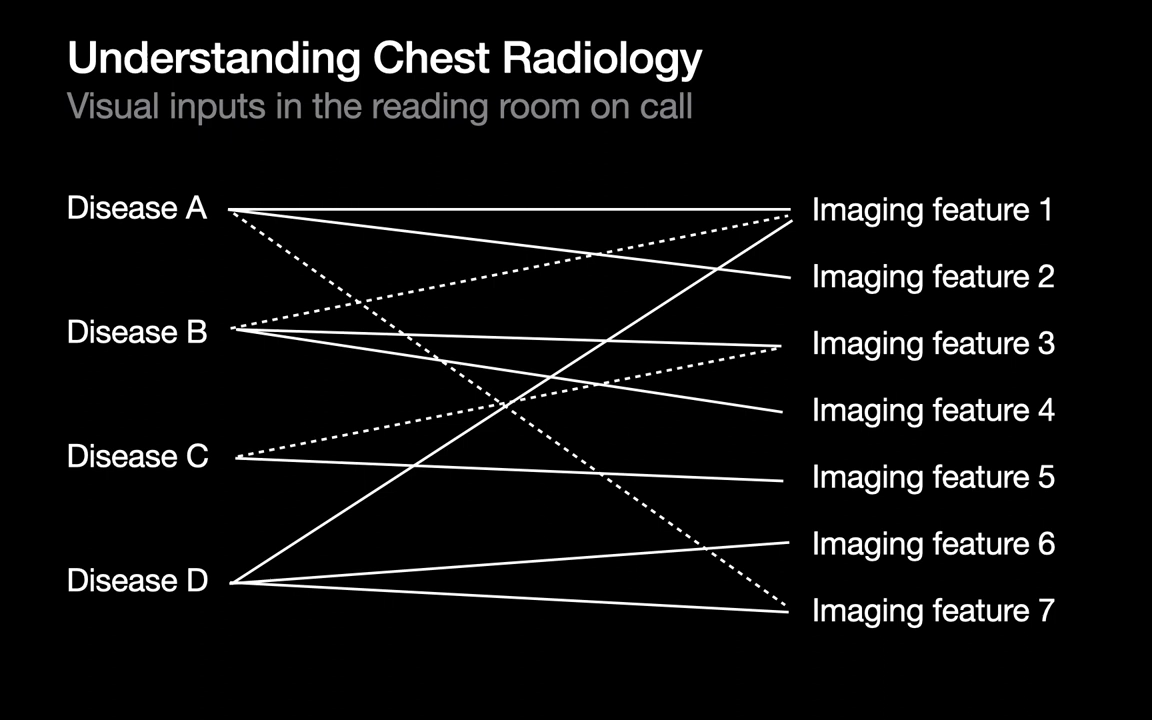 Understanding Chest Radiology
Visual inputs in the reading room on call
Disease A
Disease B
Disease C
Disease D
Imaging feature 1
Imaging feature 2
Imaging feature 3
Imaging feature 4
Imaging feature 5
Imaging feature 6
Imaging feature 7